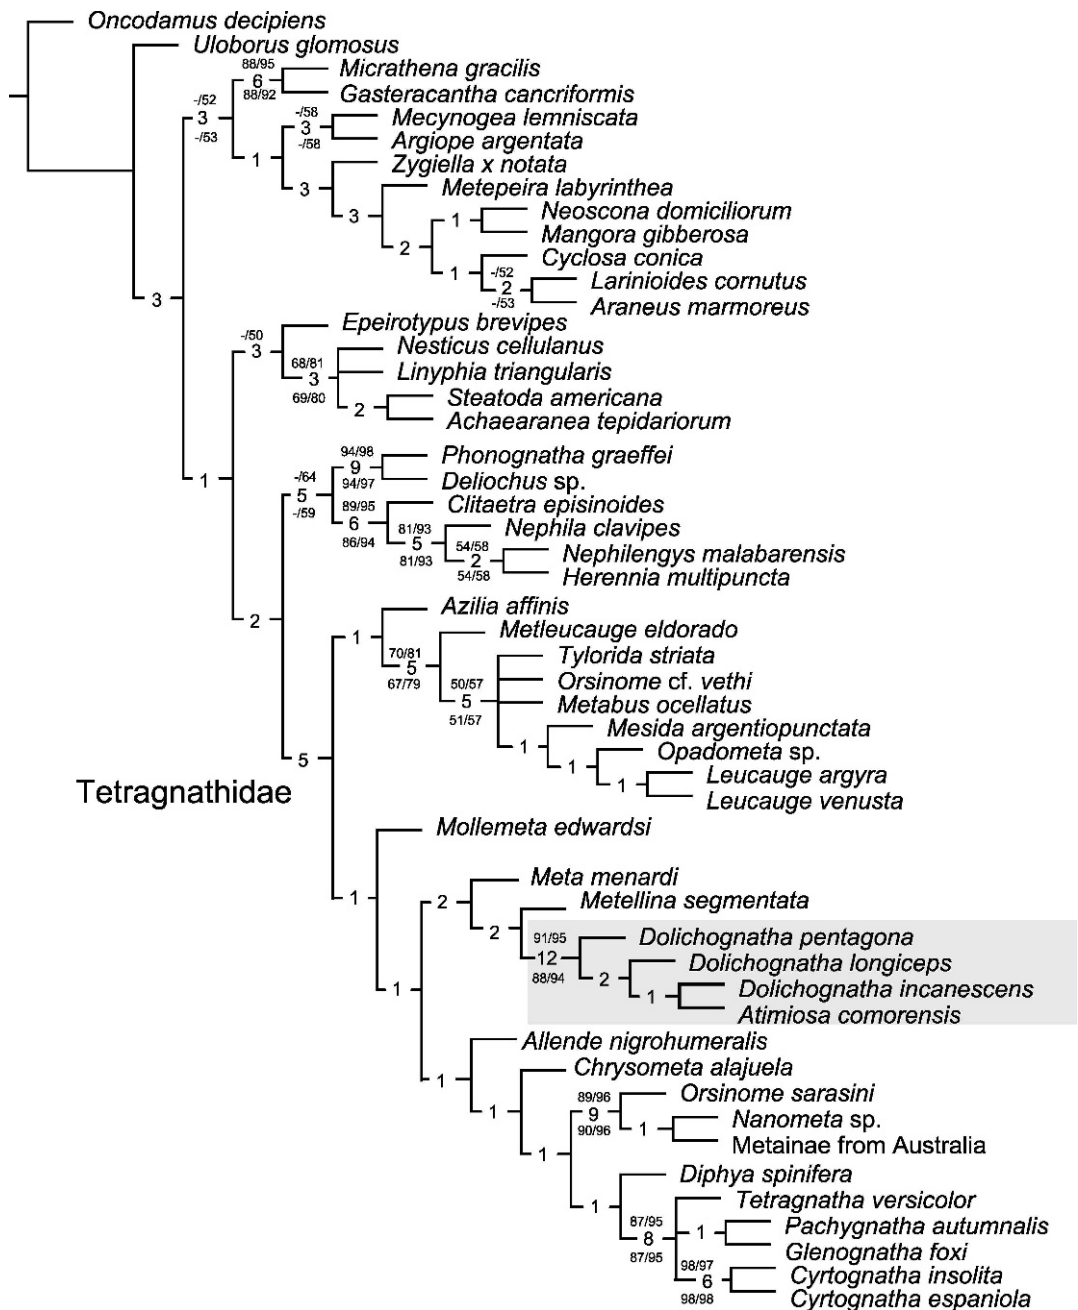 Oncodamus decipiens
Uloborus glomosus
88/95
Micrathena gracilis
6
88/92
Gasteracantha cancriformis
-/52
3
-/53
-/58
Mecynogea lemniscata
3
-/58
Argiope argentata
1
Zygiella x notata
3
Metepeira labyrinthea
3
Neoscona domiciliorum
1
Mangora gibberosa
2
Cyclosa conica
1
-/52
Larinioides cornutus
2
-/53
Araneus marmoreus
3
Epeirotypus brevipes
-/50
3
Nesticus cellulanus
68/81
Linyphia triangularis
3
69/80
Steatoda americana
2
Achaearanea tepidariorum
1
94/98
Phonognatha graeffei
9
94/97
Deliochus sp.
-/64
5
-/59
89/95
Clitaetra episinoides
6
86/94
81/93
Nephila clavipes
5
81/93
54/58
Nephilengys malabarensis
2
54/58
Herennia multipuncta
2
Azilia affinis
1
Metleucauge eldorado
70/81
5
67/79
Tylorida striata
50/57
Orsinome cf. vethi
5
51/57
Metabus ocellatus
Mesida argentiopunctata
1
Opadometa sp.
1
Leucauge argyra
1
Leucauge venusta
5
Tetragnathidae
Mollemeta edwardsi
1
Meta menardi
2
Metellina segmentata
2
91/95
Dolichognatha pentagona
12
88/94
Dolichognatha longiceps
2
Dolichognatha incanescens
1
Atimiosa comorensis
1
Allende nigrohumeralis
1
Chrysometa alajuela
1
89/96
Orsinome sarasini
9
90/96
Nanometa sp.
1
Metainae from Australia
1
Diphya spinifera
1
Tetragnatha versicolor
87/95
8
87/95
Pachygnatha autumnalis
1
Glenognatha foxi
98/97
Cyrtognatha insolita
6
98/98
Cyrtognatha espaniola